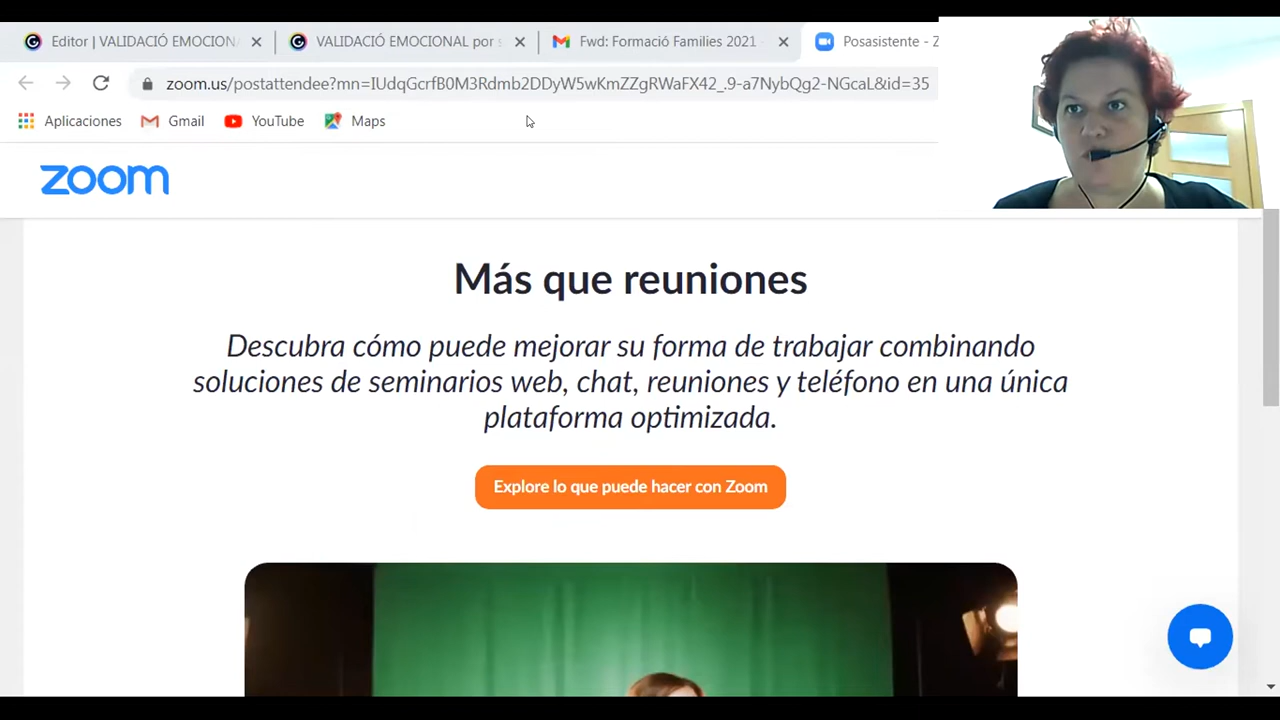 Editor | VALIDACIÓ EMOCION
VALIDACIÓ EMOCIONAL por
Fwd: Formació Families 2021
Posasistente - Z
zoom.us/postattendee?mn=IUdqGcrfB0M3Rdmb2DDyW5wKmZZgRWaFX42_.9-a7NybQg2-NGcaL&id=35
Aplicaciones
Gmail
YouTube
Maps
zoom
Más que reuniones
Descubra cómo puede mejorar su forma de trabajar combinando
soluciones de seminarios web, chat, reuniones y teléfono en una única
plataforma optimizada.
Explore lo que puede hacer con Zoom